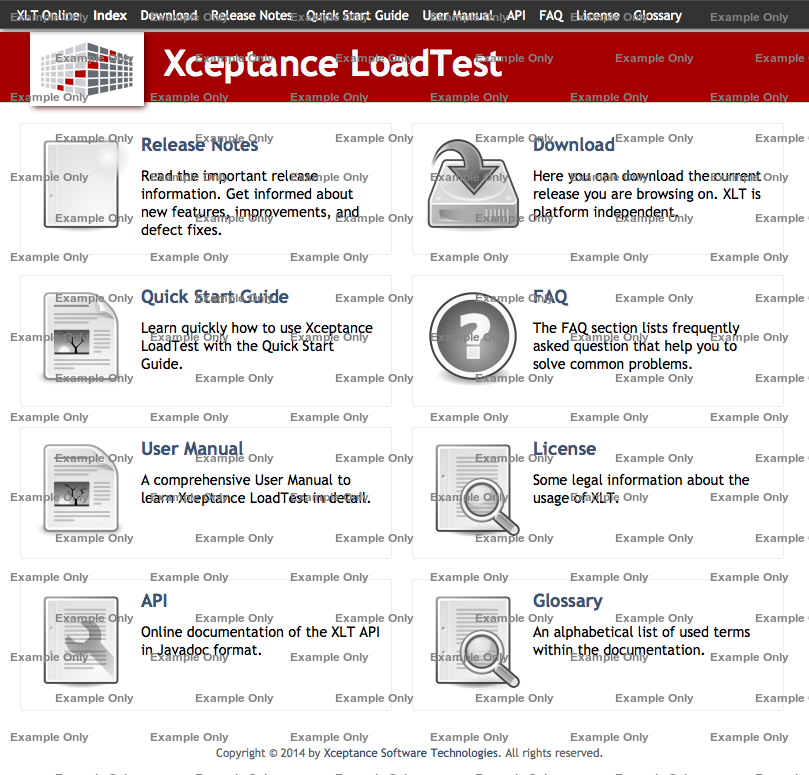 XLT Online Index Download Release Notes Quick Start Guide User Manual API FAQ License Glossary
Xceptance LoadTest
Release Notes
Read the important release
information. Get informed about
new features, improvements, and
defect fixes.
Download
Here you can download the current
release you are browsing on. XLT is
platform independent.
Quick Start Guide
Learn quickly how to use Xceptance
LoadTest with the Quick Start
Guide.
FAQ
The FAQ section lists frequently
asked question that help you to
solve common problems.
User Manual
A comprehensive User Manual to
learn Xceptance LoadTest in detail.
License
Some legal information about the
usage of XLT.
API
Online documentation of the XLT API
in Javadoc format.
Glossary
An alphabetical list of used terms
within the documentation.
Copyright © 2014 by Xceptance Software Technologies. All rights reserved.
Example Only